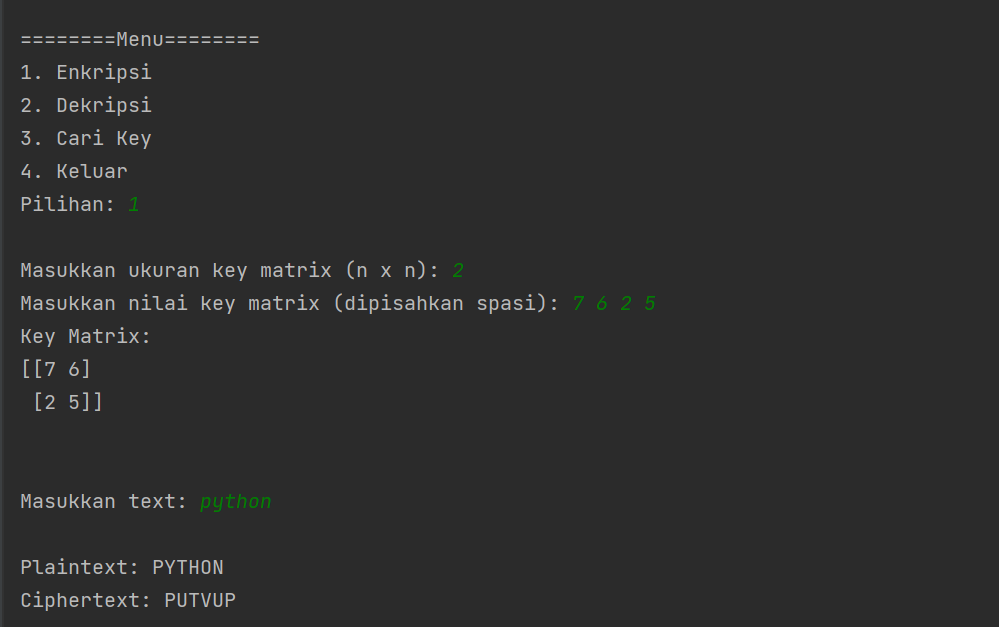 ========Menu========
1. Enkripsi
2. Dekripsi
3. Cari Key
4. Keluar
Pilihan: 1
Masukkan ukuran key matrix (n x n): 2
Masukkan nilai key matrix (dipisahkan spasi): 7 6 2 5
Key Matrix:
[[7 6]
 [2 5]]
Masukkan text: python
Plaintext: PYTHON
Ciphertext: PUTVUP